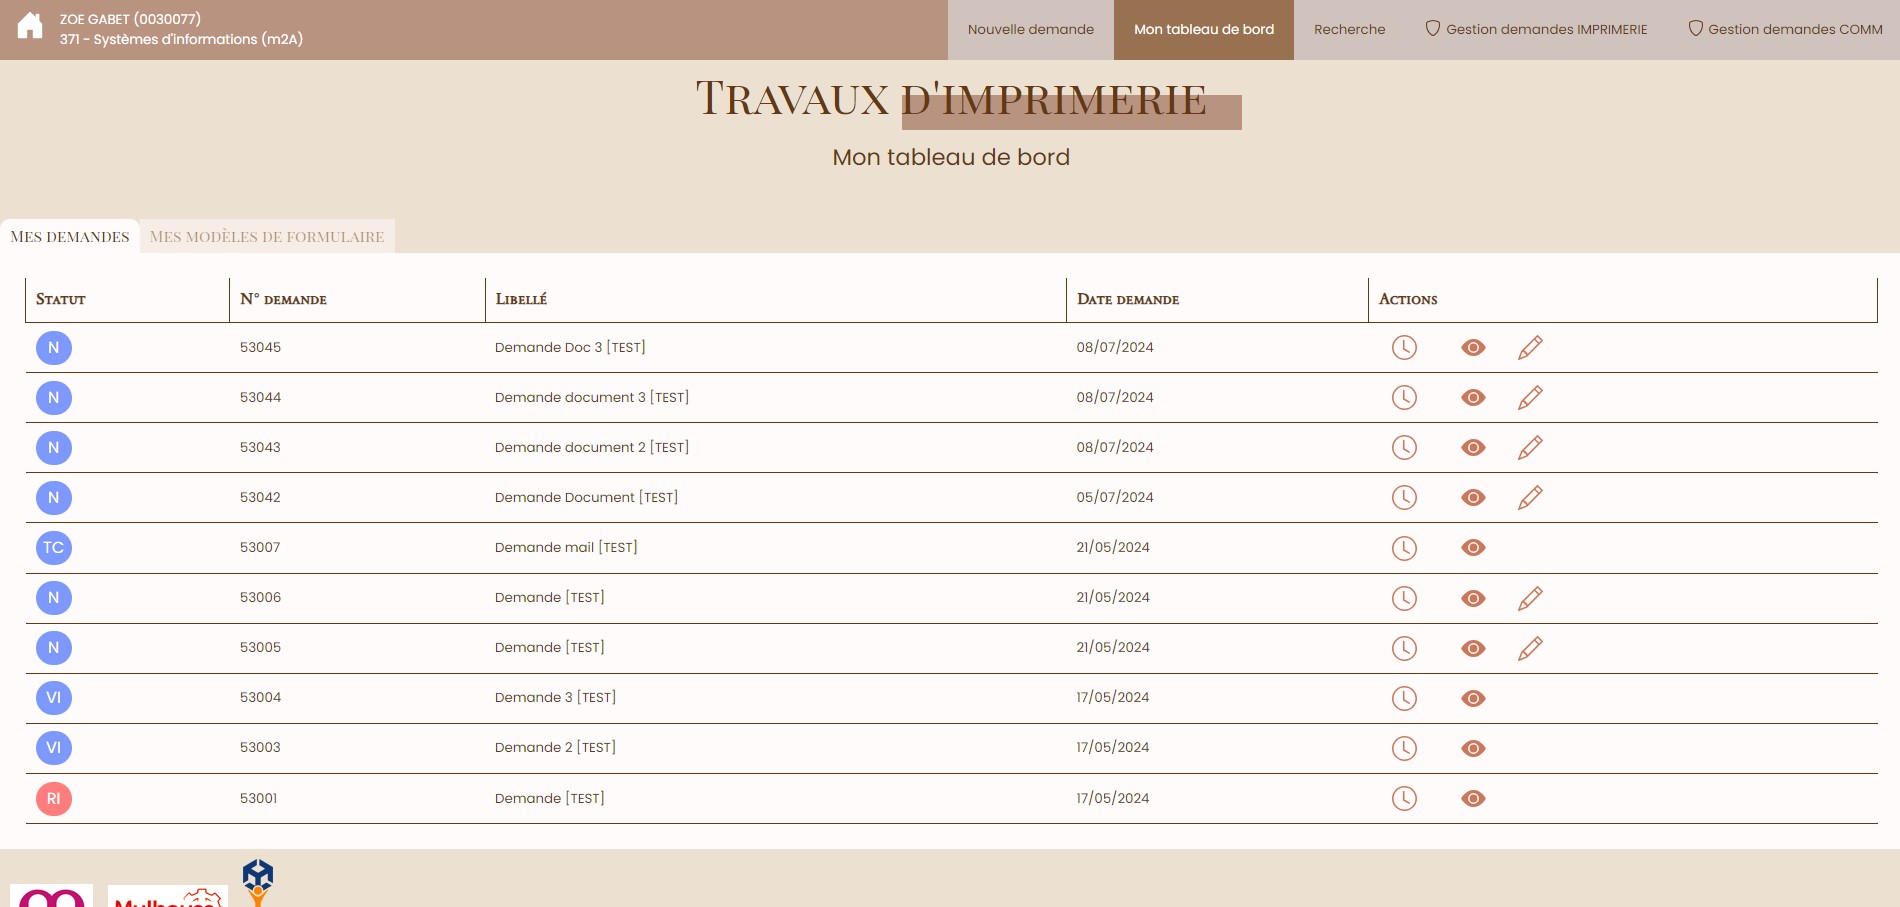 ZOE GABET (0030077)
371 - Systèmes d'informations (m2A)
Nouvelle demande
Mon tableau de bord
Recherche
Gestion demandes IMPRIMERIE
Gestion demandes COMM
Travaux d'imprimerie
Mon tableau de bord
Mes demandes
Mes modèles de formulaire
Statut N° demande Libellé Date demande Actions
N 53045 Demande Doc 3 [TEST] 08/07/2024
N 53044 Demande document 3 [TEST] 08/07/2024
N 53043 Demande document 2 [TEST] 08/07/2024
N 53042 Demande Document [TEST] 05/07/2024
TC 53007 Demande mail [TEST] 21/05/2024
N 53006 Demande [TEST] 21/05/2024
N 53005 Demande [TEST] 21/05/2024
VI 53004 Demande 3 [TEST] 17/05/2024
VI 53003 Demande 2 [TEST] 17/05/2024
RI 53001 Demande [TEST] 17/05/2024